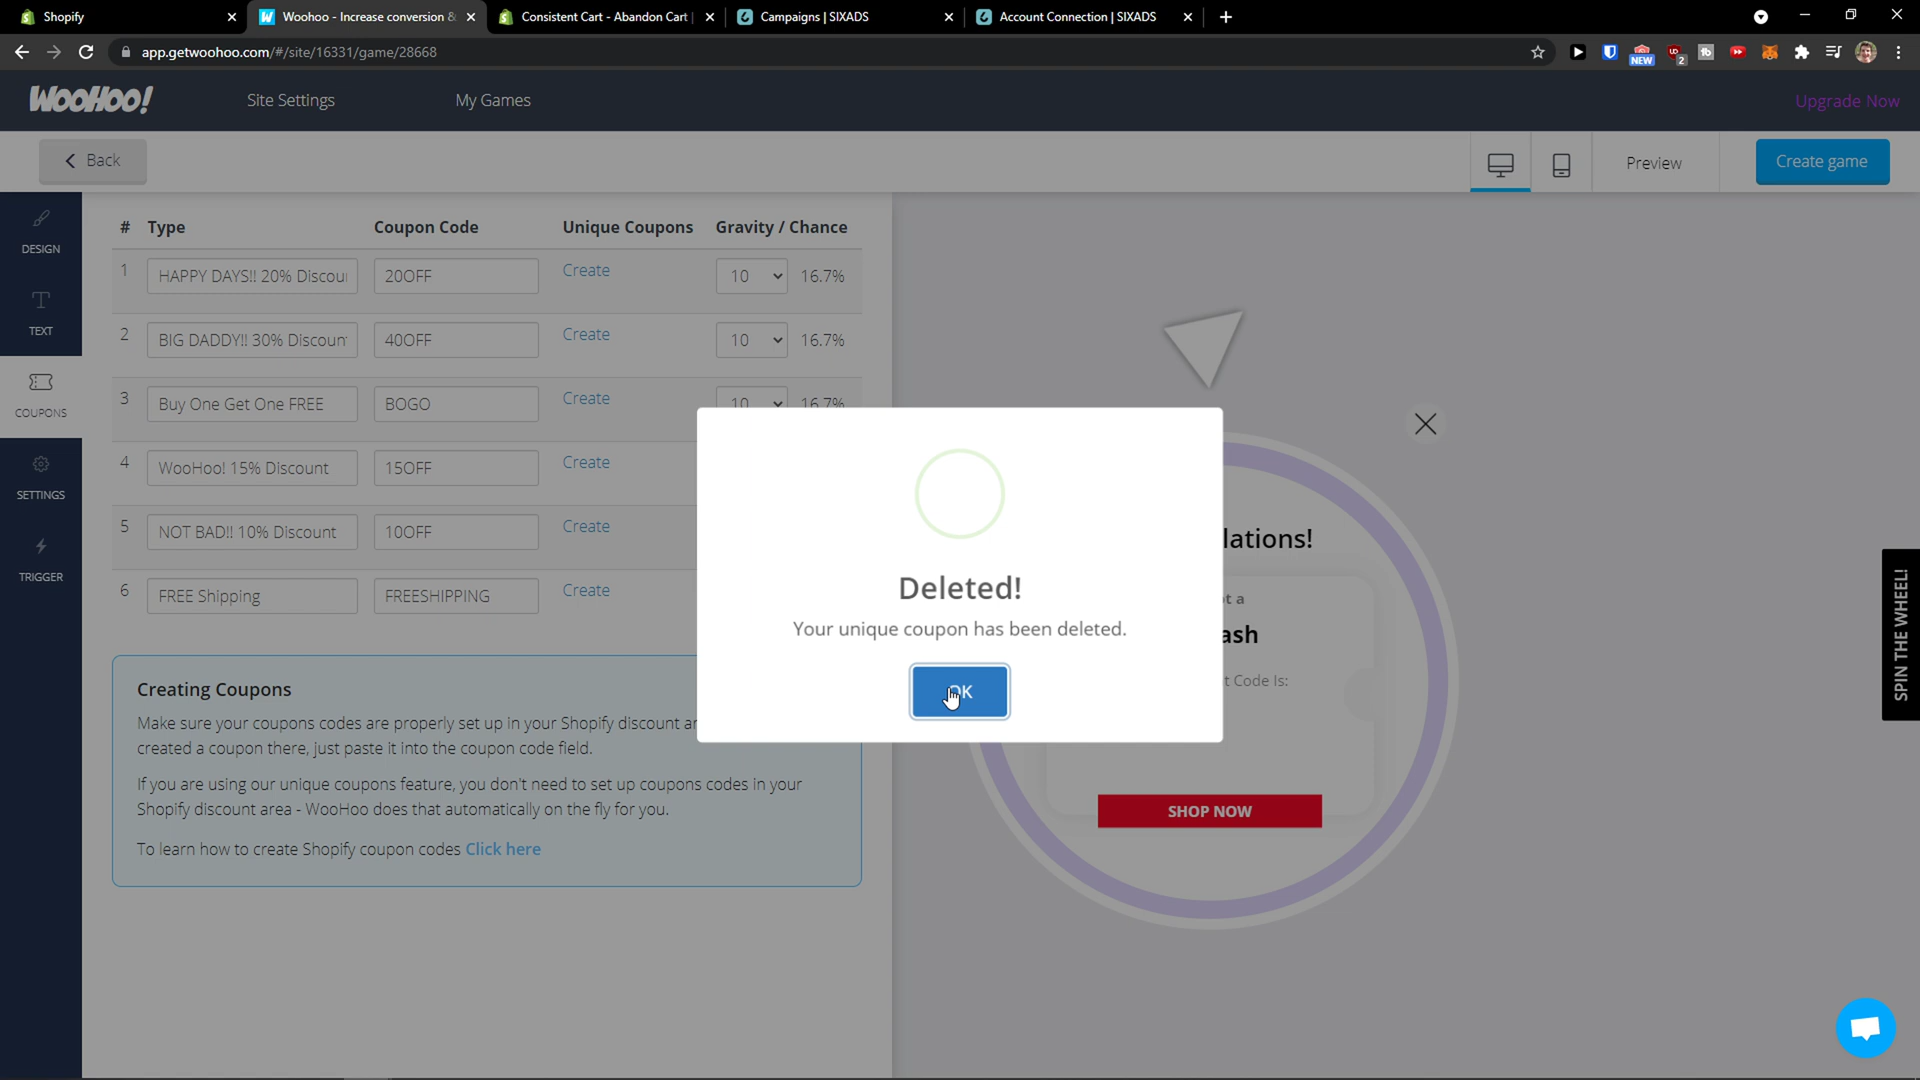 Shopify
Woohoo - Increase conversion &
Consistent Cart - Abandon Cart
Campaigns | SIXADS
Account Connection | SIXADS
app.getwoohoo.com/#/site/16331/game/28668
NEW
2
WooHoo!
Site Settings
My Games
Upgrade Now
Back
Preview
Create game
DESIGN
TEXT
COUPONS
SETTINGS
TRIGGER
# Type Coupon Code Unique Coupons Gravity / Chance
1 HAPPY DAYS!! 20% Discou 20OFF Create 10 16.7%
2 BIG DADDY!! 30% Discoun 40OFF Create 10 16.7%
3 Buy One Get One FREE BOGO Create 10 16.7%
4 WooHoo! 15% Discount 15OFF Create
5 NOT BAD!! 10% Discount 10OFF Create
6 FREE Shipping FREESHIPPING Create
Creating Coupons
Make sure your coupons codes are properly set up in your Shopify discount ar
created a coupon there, just paste it into the coupon code field.
If you are using our unique coupons feature, you don't need to set up coupons codes in your
Shopify discount area - WooHoo does that automatically on the fly for you.
To learn how to create Shopify coupon codes Click here
Deleted!
Your unique coupon has been deleted.
OK
lations!
t a
ash
t Code Is:
SHOP NOW
SPIN THE WHEEL!